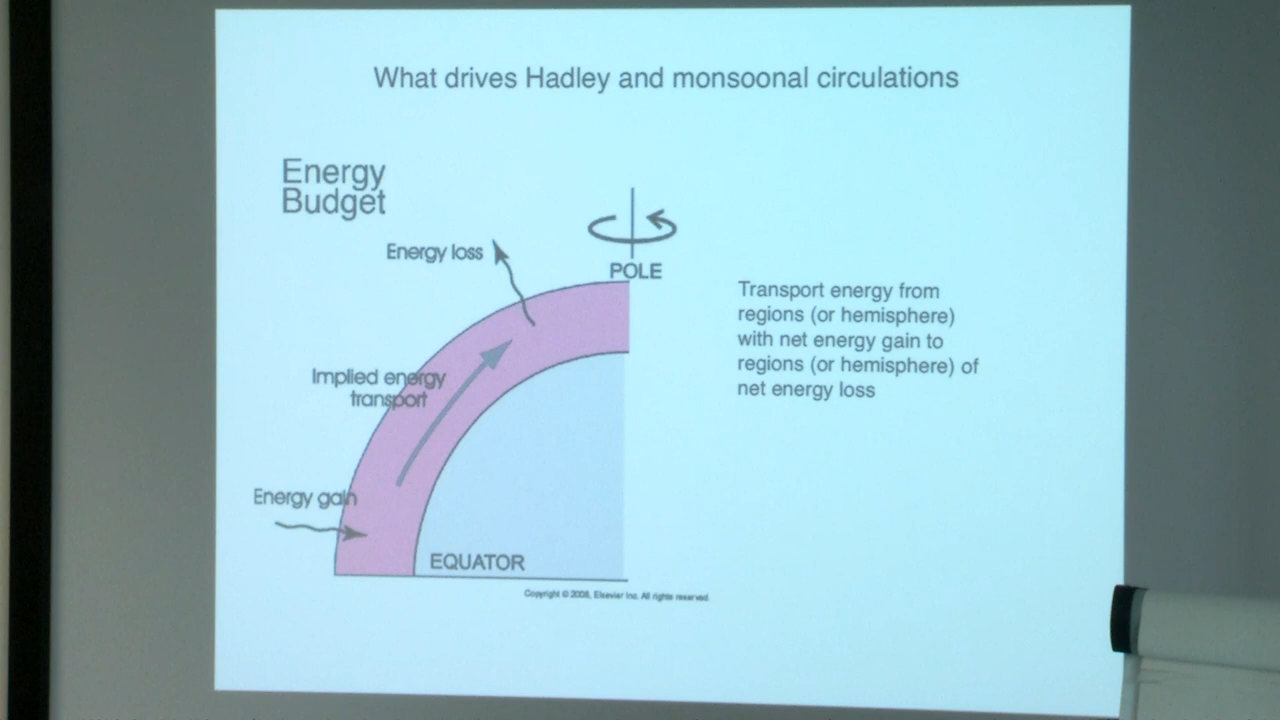 What drives Hadley and monsoonal circulations
Energy
Budget
Energy loss
POLE
Transport energy from
regions (or hemisphere)
with net energy gain to
regions (or hemisphere) of
net energy loss
Implied energy
transport
Energy gain
EQUATOR
Copyright © 2008, Elsevier Inc. All rights reserved.